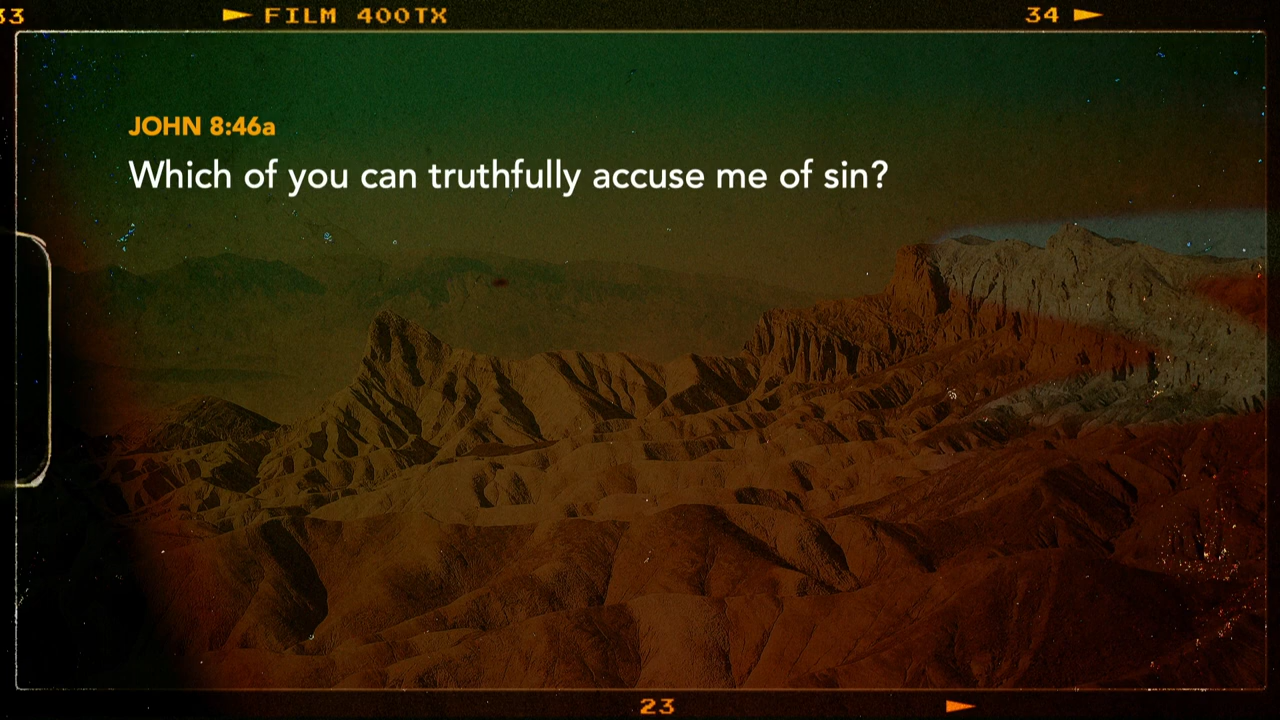 33 FILM 400TX 34
JOHN 8:46a
Which of you can truthfully accuse me of sin?
23